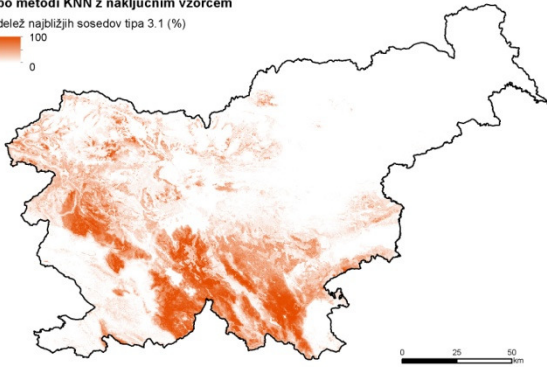 po metodi KNN z naključnim vzorcem
delež najbližjih sosedov tipa 3.1 (%)
100
0
0 25 50
km